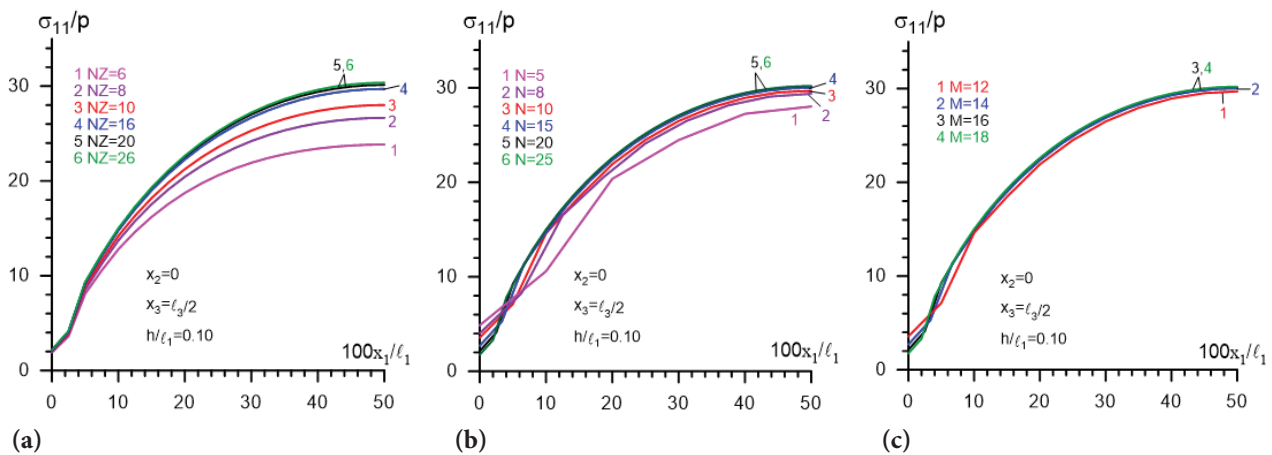 σ₁₁/p
30
20
10
0
1 NZ=6
2 NZ=8
3 NZ=10
4 NZ=16
5 NZ=20
6 NZ=26
5,6
4
3
2
1
x₂=0
x₃=ℓ₃/2
h/ℓ₁=0.10
100x₁/ℓ₁
0 10 20 30 40 50
(a)
σ₁₁/p
30
20
10
0
1 N=5
2 N=8
3 N=10
4 N=15
5 N=20
6 N=25
5,6
4
3
1 2
x₂=0
x₃=ℓ₃/2
h/ℓ₁=0.10
100x₁/ℓ₁
0 10 20 30 40 50
(b)
σ₁₁/p
30
20
10
0
1 M=12
2 M=14
3 M=16
4 M=18
3,4
2
1
x₂=0
x₃=ℓ₃/2
h/ℓ₁=0.10
100x₁/ℓ₁
0 10 20 30 40 50
(c)